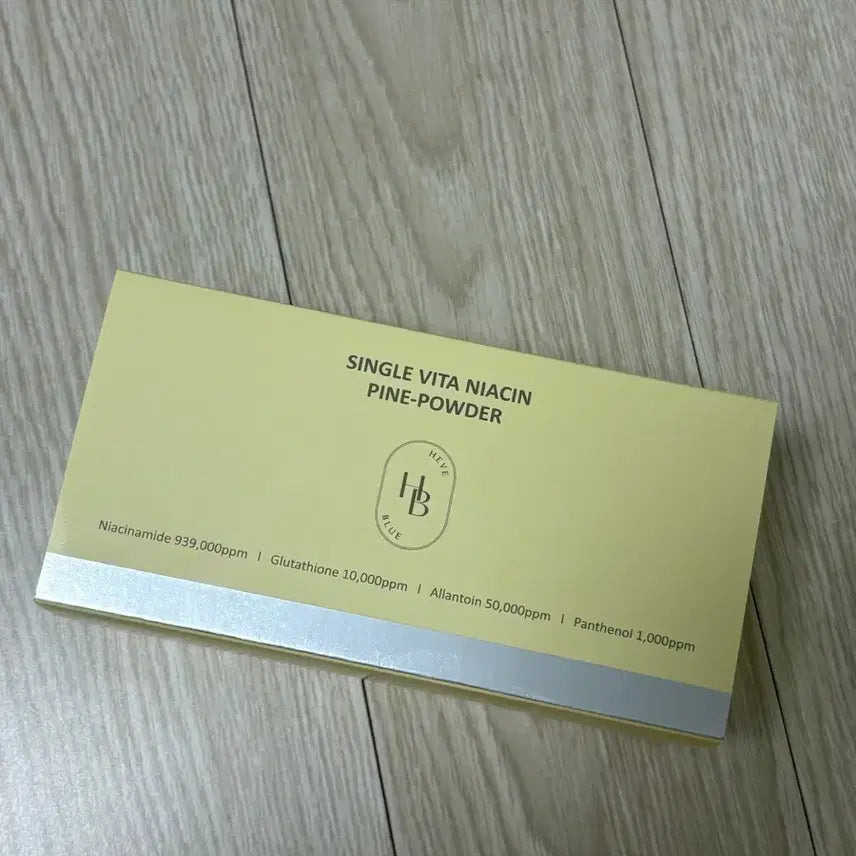 SINGLE VITA NIACIN
PINE-POWDER
HEVE
HB
BLUE
Niacinamide 939,000ppm I Glutathione 10,000ppm I Allantoin 50,000ppm I Panthenol 1,000ppm